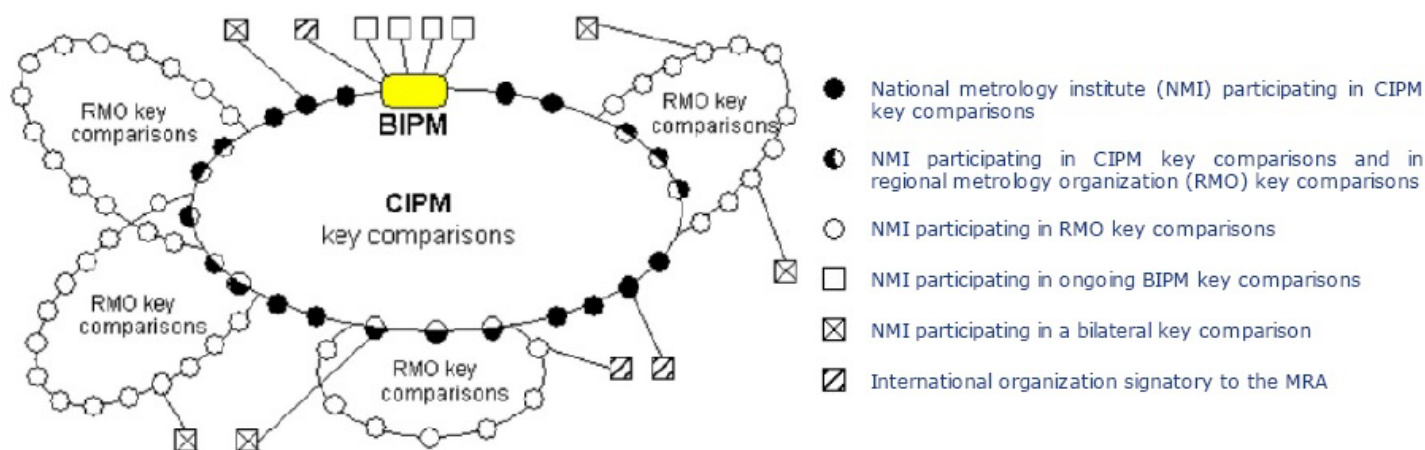 RMO key
comparisons
BIPM
RMO key
comparisons
CIPM
key comparisons
RMO key
comparisons
RMO key
comparisons
National metrology institute (NMI) participating in CIPM
key comparisons
NMI participating in CIPM key comparisons and in
regional metrology organization (RMO) key comparisons
NMI participating in RMO key comparisons
NMI participating in ongoing BIPM key comparisons
NMI participating in a bilateral key comparison
International organization signatory to the MRA